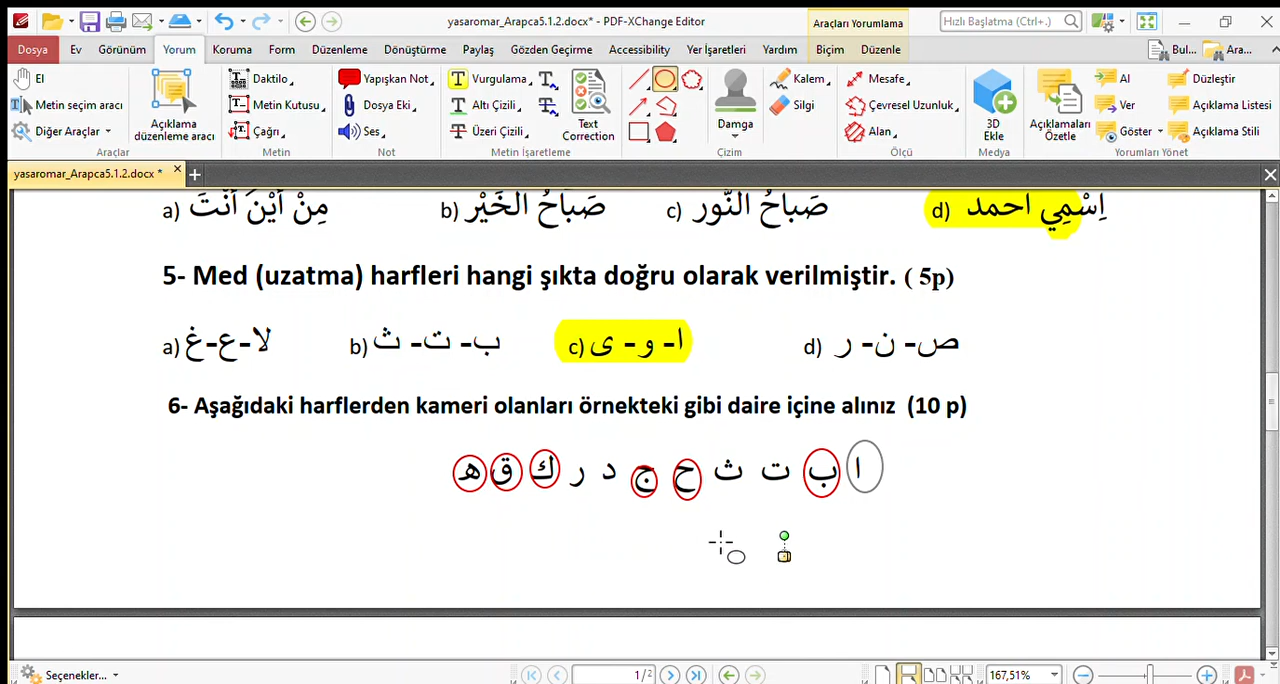 yasaromar_Arapca5.1.2.docx* - PDF-XChange Editor
Araçları Yorumlama
Hızlı Başlatma (Ctrl+.)
Dosya Ev Görünüm Yorum Koruma Form Düzenleme Dönüştürme Paylaş Gözden Geçirme Accessibility Yer İşaretleri Yardım Biçim Düzenle Bul... Ara...
El
Metin seçim aracı
Diğer Araçlar
Açıklama düzenleme aracı
Araçlar
Daktilo
Metin Kutusu
Çağrı
Metin
Yapışkan Not
Dosya Eki
Ses
Not
Vurgulama
Altı Çizili
Üzeri Çizili
Text Correction
Metin İşaretleme
Damga
Kalem
Silgi
Çizim
Mesafe
Çevresel Uzunluk
Alan
Ölçü
3D Ekle
Medya
Açıklamaları Özetle
Al
Ver
Göster
Düzleştir
Açıklama Listesi
Açıklama Stili
Yorumları Yönet
yasaromar_Arapca5.1.2.docx *
a) مِنْ أَيْنَ أَنْتَ b) صَبَاحُ الْخَيْر c) صَباحُ النَّور d) اِسْمِي احمد
5- Med (uzatma) harfleri hangi şıkta doğru olarak verilmiştir. ( 5p)
a) لا-ع-غ b) ب- ت- ث c) ا- و - ى d) ص- ن- ر
6- Aşağıdaki harflerden kameri olanları örnekteki gibi daire içine alınız (10 p)
ا ب ت ث ح ج د ر ك ق ه
Seçenekler...
1/2
167,51%